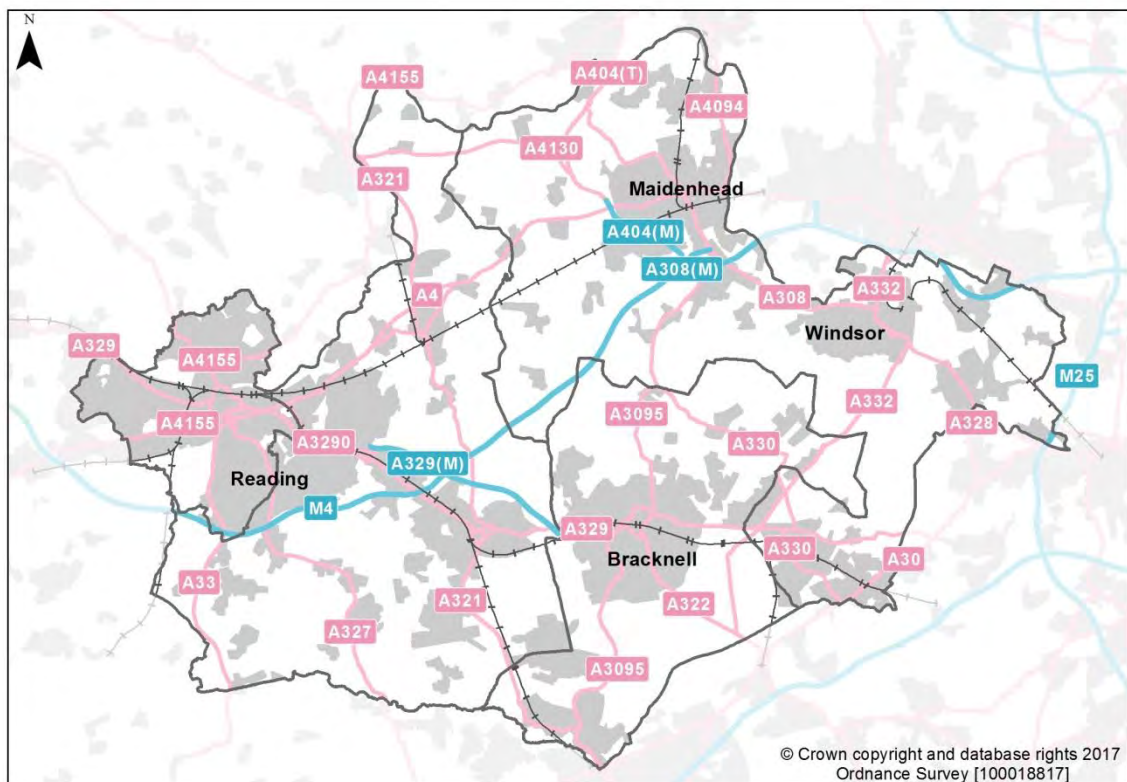 N
A4155
A404(T)
A4094
A4130
A321
Maidenhead
A404(M)
A308(M)
A4
A308
A332
Windsor
A329
A4155
M25
A332
A3095
A328
A4155
A3290
A330
A329(M)
Reading
M4
A329
A330
Bracknell
A30
A33
A321
A322
A327
A3095
© Crown copyright and database rights 2017
Ordnance Survey [100018817]